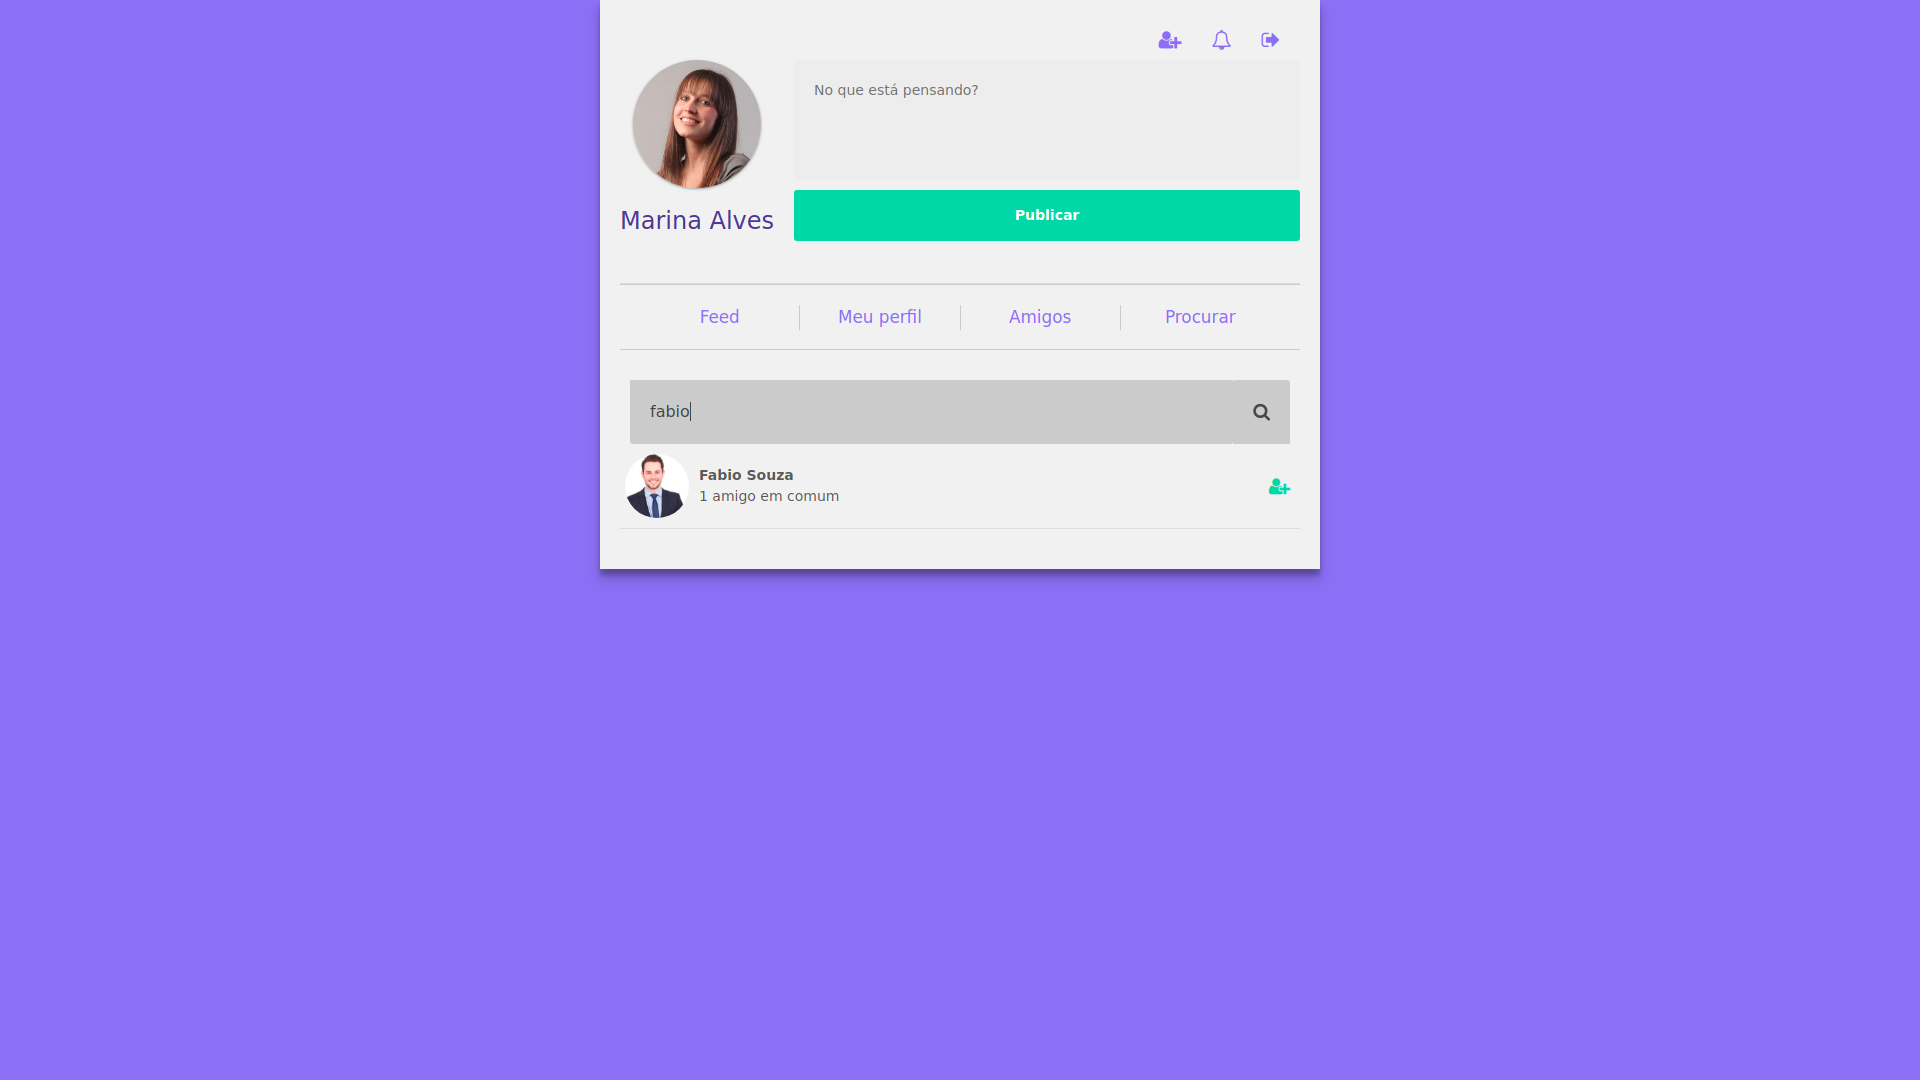 No que está pensando?
Publicar
Marina Alves
Feed
Meu perfil
Amigos
Procurar
fabio
Fabio Souza
1 amigo em comum